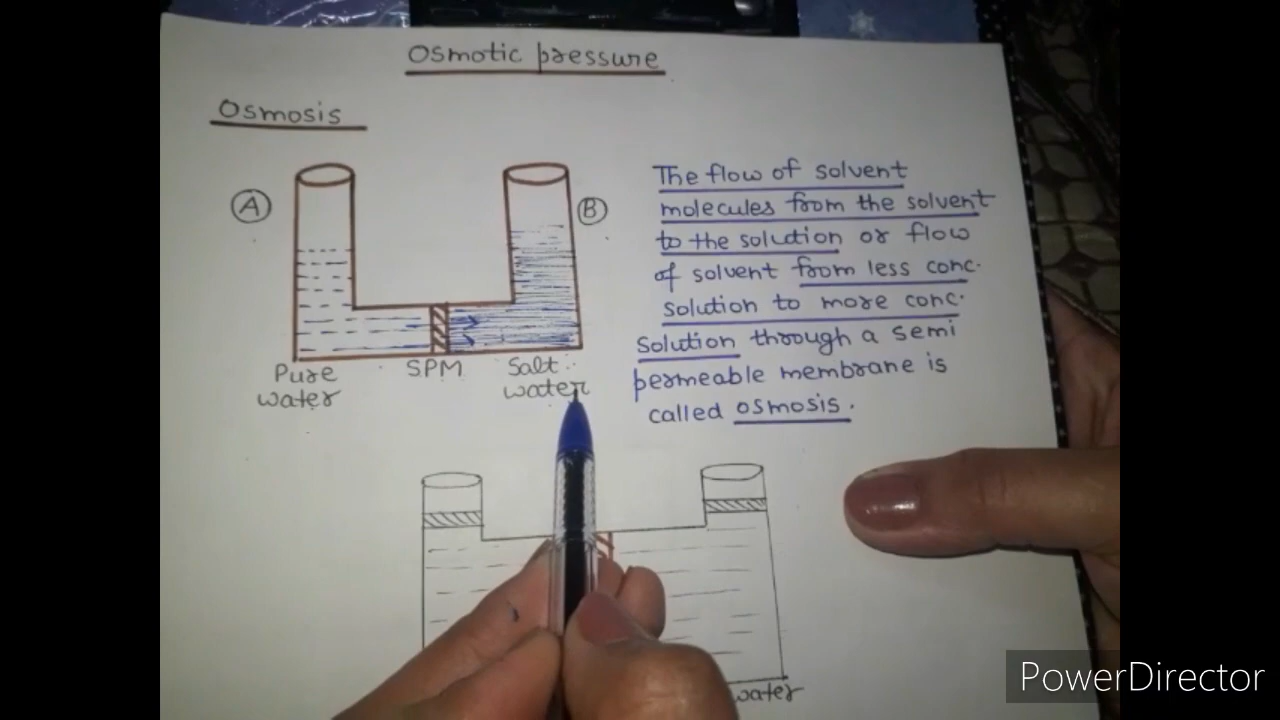 Osmotic pressure
Osmosis
A
B
Pure
water
SPM
Salt
water
The flow of solvent
molecules from the solvent
to the solution or flow
of solvent from less conc.
solution to more conc.
solution through a semi
permeable membrane is
called osmosis.
water
PowerDirector